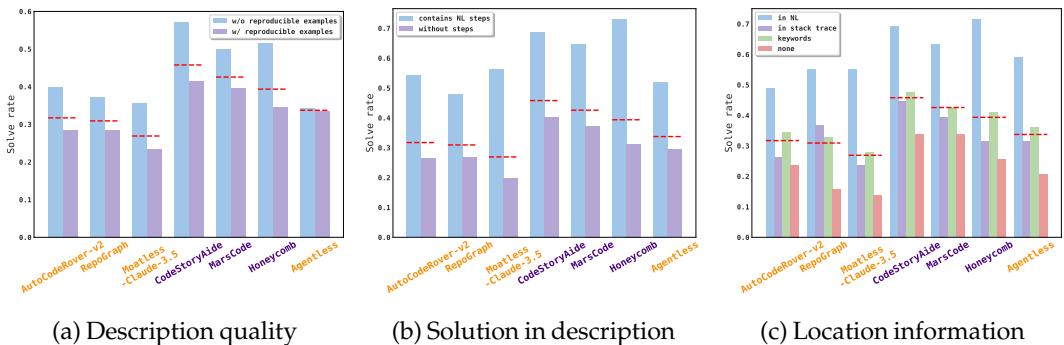 0.6
0.5
0.4
0.3
0.2
0.1
0.0
Solve rate
w/o reproducible examples
w/ reproducible examples
AutoCodeRover-v2
RepoGraph
Moatless
-Claude-3.5
CodeStoryAide
MarsCode
Honeycomb
Agentless
(a) Description quality
0.7
0.6
0.5
0.4
0.3
0.2
0.1
0.0
Solve rate
contains NL steps
without steps
AutoCodeRover-v2
RepoGraph
Moatless
-Claude-3.5
CodeStoryAide
MarsCode
Honeycomb
Agentless
(b) Solution in description
0.7
0.6
0.5
0.4
0.3
0.2
0.1
0.0
Solve rate
in NL
in stack trace
keywords
none
AutoCodeRover-v2
RepoGraph
Moatless
-Claude-3.5
CodeStoryAide
MarsCode
Honeycomb
Agentless
(c) Location information